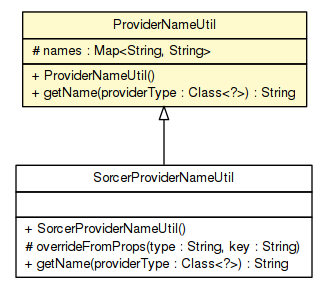 ProviderNameUtil
# names : Map<String, String>
+ ProviderNameUtil()
+ getName(providerType : Class<?>) : String
SorcerProviderNameUtil
+ SorcerProviderNameUtil()
# overrideFromProps(type : String, key : String)
+ getName(providerType : Class<?>) : String